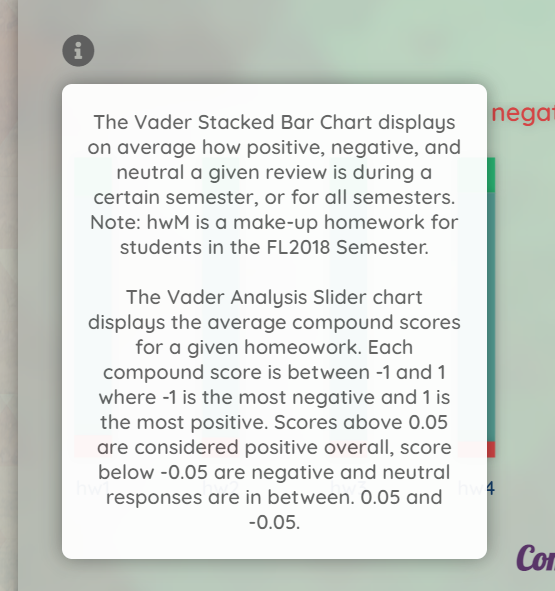 negat
The Vader Stacked Bar Chart displays
on average how positive, negative, and
neutral a given review is during a
certain semester, or for all semesters.
Note: hwM is a make-up homework for
students in the FL2018 Semester.
The Vader Analysis Slider chart
displays the average compound scores
for a given homeowork. Each
compound score is between -1 and 1
where -1 is the most negative and 1 is
the most positive. Scores above 0.05
are considered positive overall, score
below -0.05 are negative and neutral
hw4
responses are in between. 0.05 and
-0.05.
Con